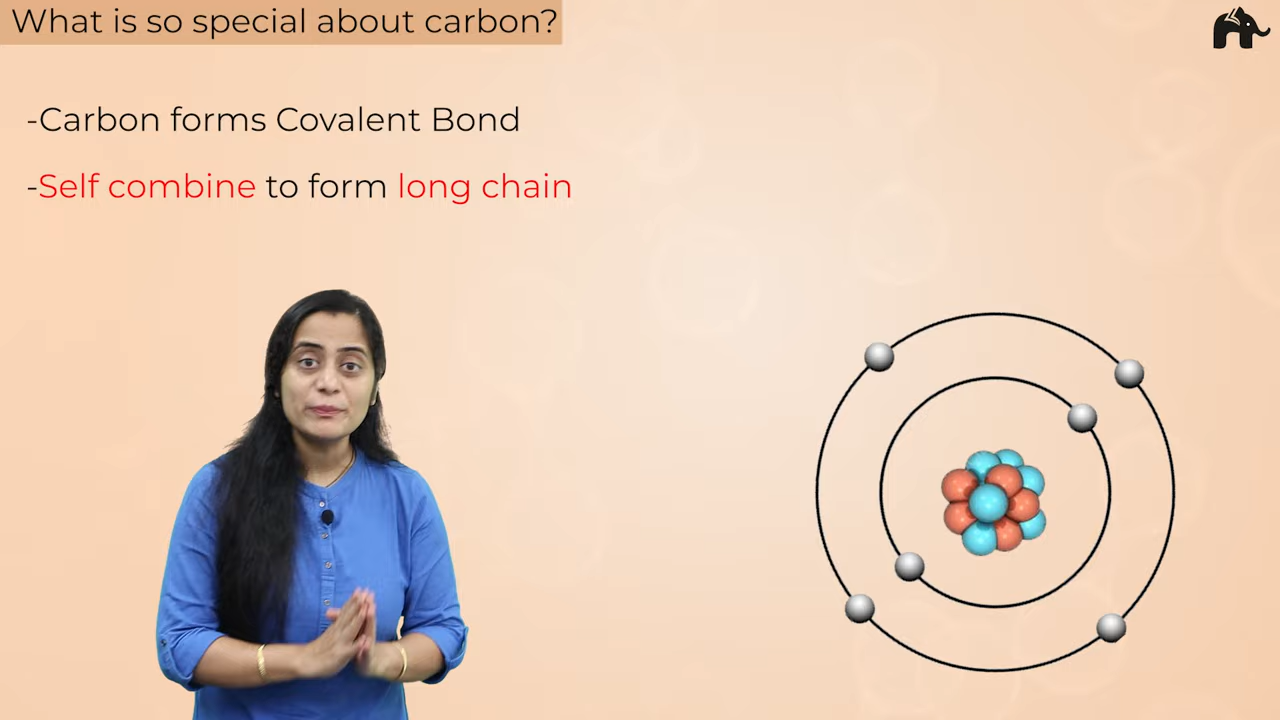 What is so special about carbon?
-Carbon forms Covalent Bond
-Self combine to form long chain